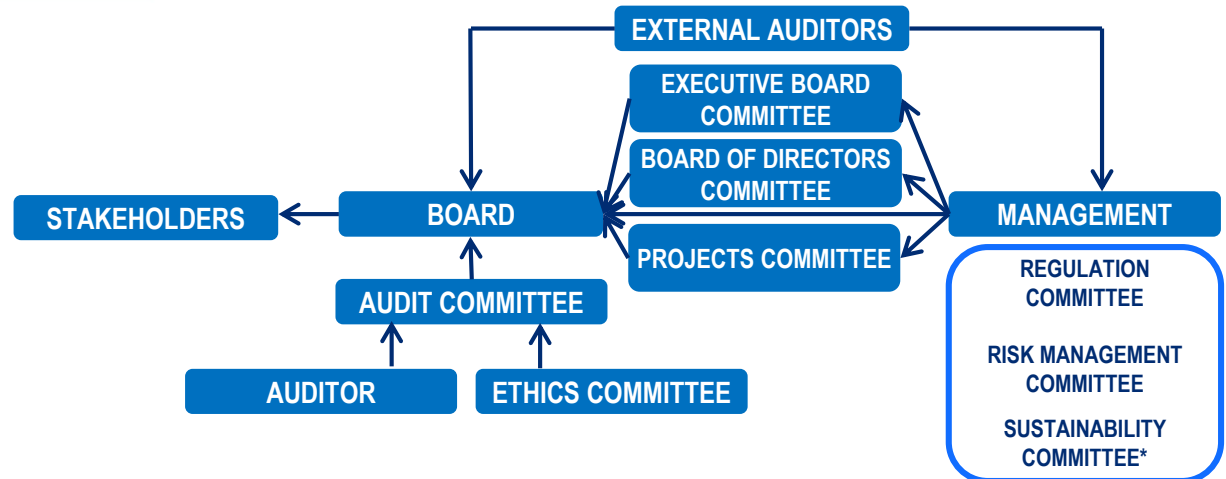 EXTERNAL AUDITORS
EXECUTIVE BOARD
COMMITTEE
BOARD OF DIRECTORS
COMMITTEE
STAKEHOLDERS
BOARD
MANAGEMENT
PROJECTS COMMITTEE
REGULATION
COMMITTEE
AUDIT COMMITTEE
RISK MANAGEMENT
COMMITTEE
AUDITOR
ETHICS COMMITTEE
SUSTAINABILITY
COMMITTEE*